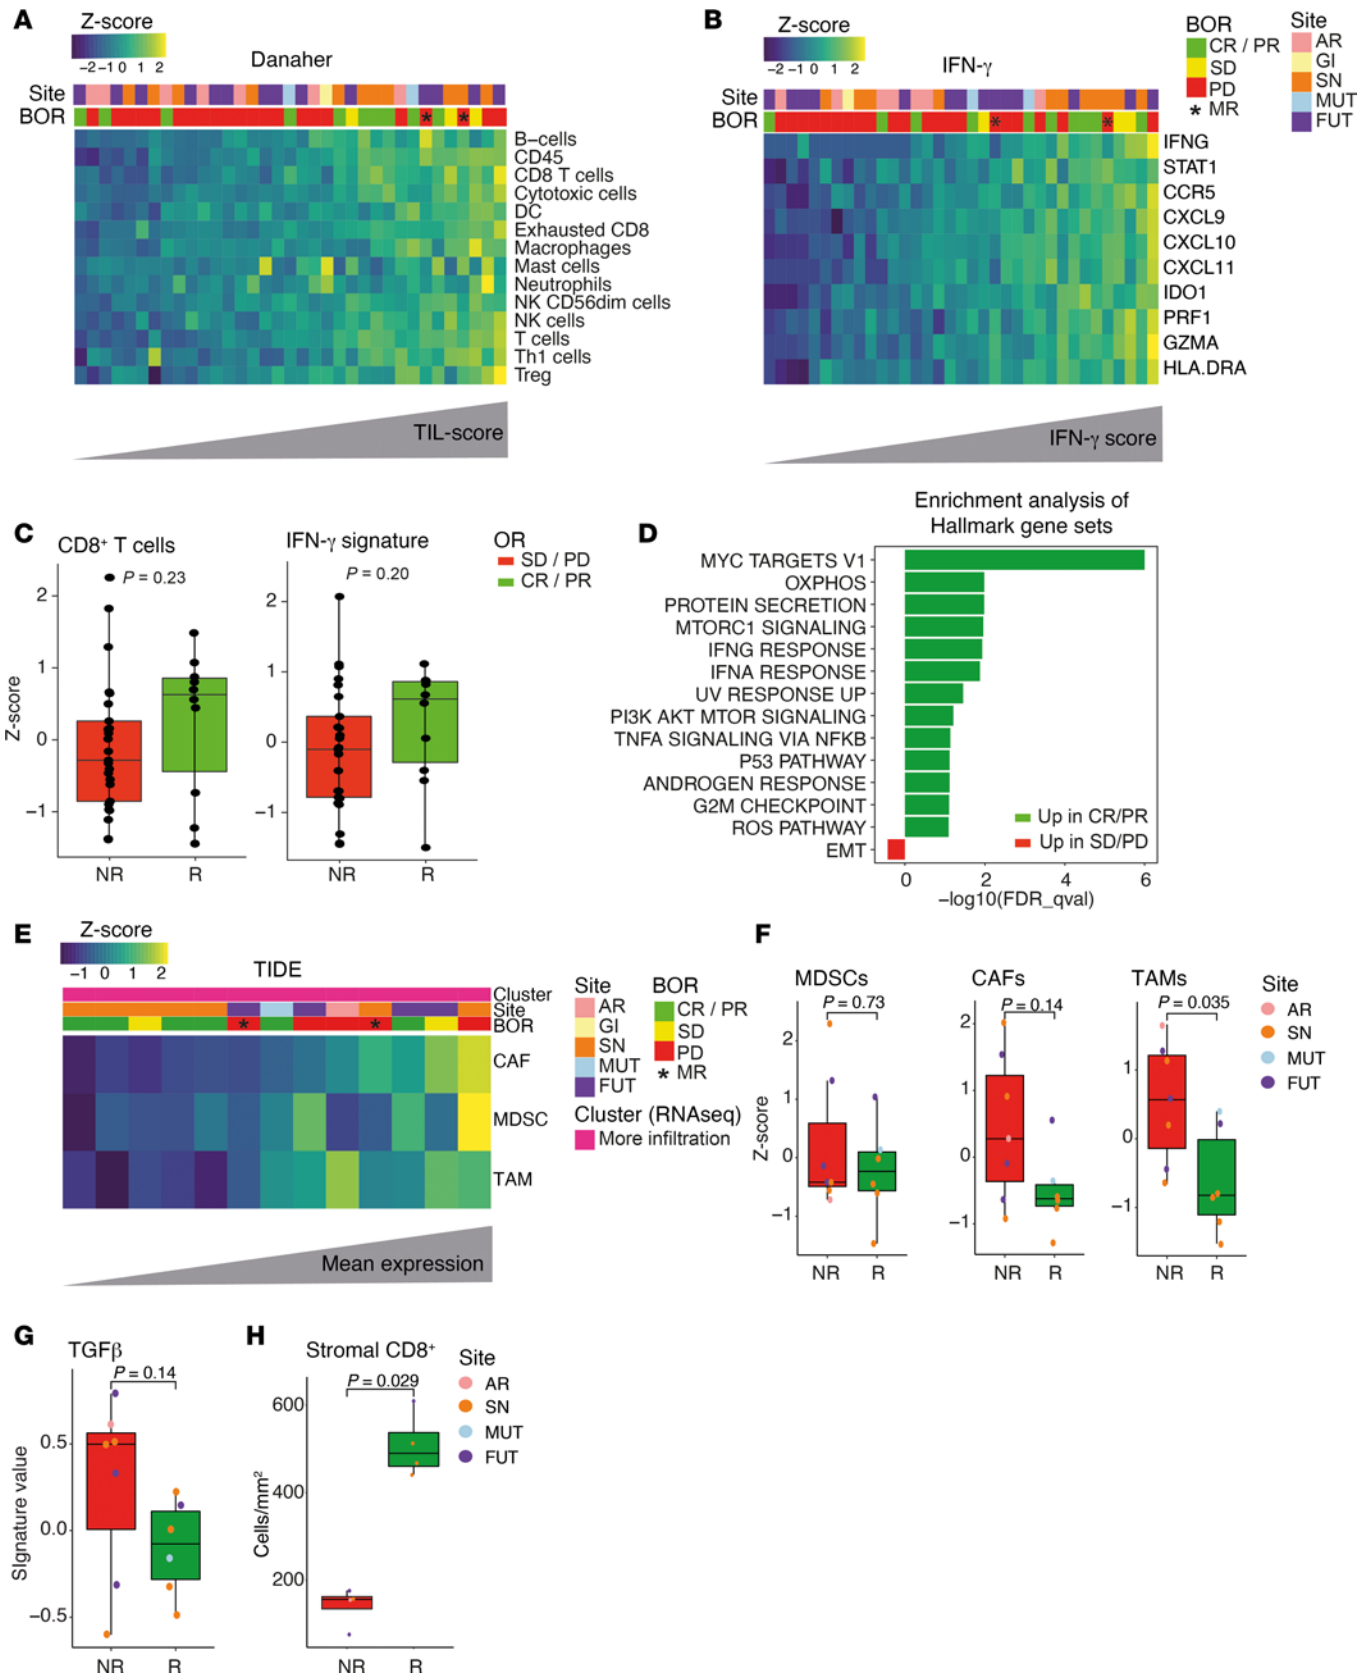 A
Z-score
−2 −1 0 1 2
Danaher
Site
BOR
* *
B−cells
CD45
CD8 T cells
Cytotoxic cells
DC
Exhausted CD8
Macrophages
Mast cells
Neutrophils
NK CD56dim cells
NK cells
T cells
Th1 cells
Treg
TIL-score
B
Z-score
−2 −1 0 1 2
IFN-γ
Site
BOR
* *
IFNG
STAT1
CCR5
CXCL9
CXCL10
CXCL11
IDO1
PRF1
GZMA
HLA.DRA
IFN-γ score
BOR
CR / PR
SD
PD
* MR
Site
AR
GI
SN
MUT
FUT
C
CD8⁺ T cells
P = 0.23
Z-score
2
1
0
−1
NR R
IFN-γ signature
P = 0.20
2
1
0
−1
NR R
OR
SD / PD
CR / PR
D
Enrichment analysis of
Hallmark gene sets
MYC TARGETS V1
OXPHOS
PROTEIN SECRETION
MTORC1 SIGNALING
IFNG RESPONSE
IFNA RESPONSE
UV RESPONSE UP
PI3K AKT MTOR SIGNALING
TNFA SIGNALING VIA NFKB
P53 PATHWAY
ANDROGEN RESPONSE
G2M CHECKPOINT
ROS PATHWAY
EMT
Up in CR/PR
Up in SD/PD
0 2 4 6
−log10(FDR_qval)
E
Z-score
−1 0 1 2
TIDE
Cluster
Site
BOR
* *
CAF
MDSC
TAM
Mean expression
Site
AR
GI
SN
MUT
FUT
BOR
CR / PR
SD
PD
* MR
Cluster (RNAseq)
More infiltration
F
MDSCs
P = 0.73
Z-score
2
1
0
−1
NR R
CAFs
P = 0.14
2
1
0
−1
NR R
TAMs
P = 0.035
1
0
−1
NR R
Site
AR
SN
MUT
FUT
G
TGFβ
P = 0.14
SIgnature value
0.5
0.0
−0.5
NR R
H
Stromal CD8⁺
P = 0.029
Cells/mm²
600
400
200
NR R
Site
AR
SN
MUT
FUT